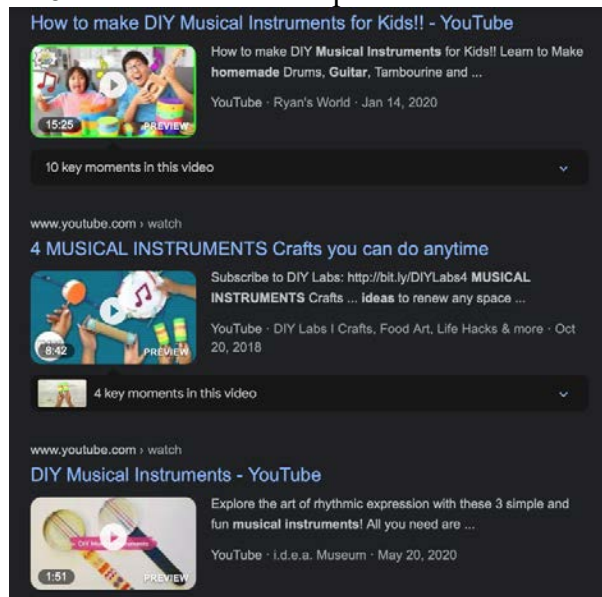 How to make DIY Musical Instruments for Kids!! - YouTube
How to make DIY Musical Instruments for Kids!! Learn to Make
homemade Drums, Guitar, Tambourine and ...
YouTube · Ryan's World · Jan 14, 2020
15:25
PREVIEW
10 key moments in this video
www.youtube.com › watch
4 MUSICAL INSTRUMENTS Crafts you can do anytime
Subscribe to DIY Labs: http://bit.ly/DIYLabs4 MUSICAL
INSTRUMENTS Crafts ... ideas to renew any space ...
YouTube · DIY Labs I Crafts, Food Art, Life Hacks & more · Oct
20, 2018
8:42
PREVIEW
4 key moments in this video
www.youtube.com › watch
DIY Musical Instruments - YouTube
Explore the art of rhythmic expression with these 3 simple and
fun musical instruments! All you need are ...
YouTube · i.d.e.a. Museum · May 20, 2020
DIY Musical Instruments
1:51
PREVIEW